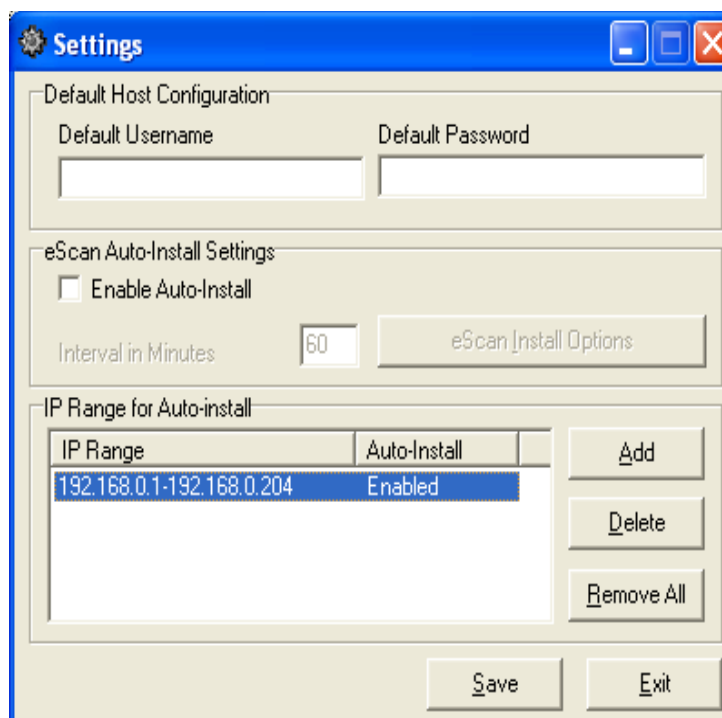 Settings
Default Host Configuration
Default Username Default Password
eScan Auto-Install Settings
Enable Auto-Install
Interval in Minutes 60 eScan Install Options
IP Range for Auto-install
IP Range Auto-Install
192.168.0.1-192.168.0.204 Enabled
Add
Delete
Remove All
Save Exit